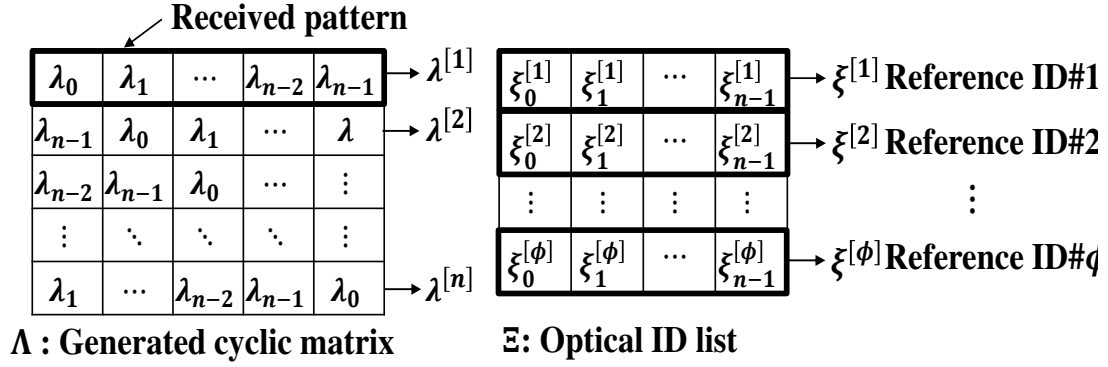 Received pattern
λ₀ λ₁ ⋯ λₙ₋₂ λₙ₋₁ λ^[1]
λₙ₋₁ λ₀ λ₁ ⋯ λ λ^[2]
λₙ₋₂ λₙ₋₁ λ₀ ⋯ ⋮
⋮ ⋱ ⋱ ⋱ ⋮
λ₁ ⋯ λₙ₋₂ λₙ₋₁ λ₀ λ^[n]
Λ : Generated cyclic matrix
ξ₀^[1] ξ₁^[1] ⋯ ξₙ₋₁^[1] ξ^[1] Reference ID#1
ξ₀^[2] ξ₁^[2] ⋯ ξₙ₋₁^[2] ξ^[2] Reference ID#2
⋮ ⋮ ⋯ ⋮ ⋮
ξ₀^[ϕ] ξ₁^[ϕ] ⋯ ξₙ₋₁^[ϕ] ξ^[ϕ] Reference ID#ϕ
Ξ: Optical ID list